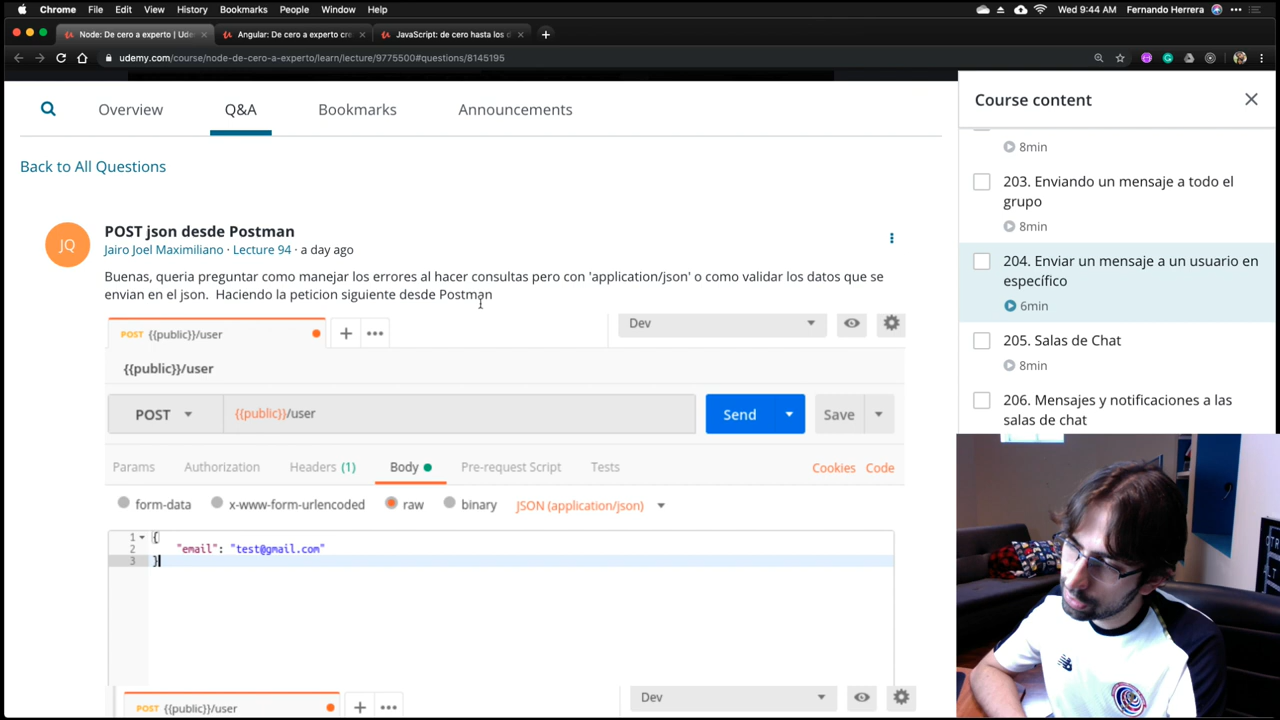 Chrome File Edit View History Bookmarks People Window Help Wed 9:44 AM Fernando Herrera
Node: De cero a experto | Ude Angular: De cero a experto cre JavaScript: de cero hasta los d
udemy.com/course/node-de-cero-a-experto/learn/lecture/9775500#questions/8145195
Overview Q&A Bookmarks Announcements
Back to All Questions
JQ
POST json desde Postman
Jairo Joel Maximiliano · Lecture 94 · a day ago
Buenas, queria preguntar como manejar los errores al hacer consultas pero con 'application/json' o como validar los datos que se
envian en el json. Haciendo la peticion siguiente desde Postman
POST {{public}}/user Dev
{{public}}/user
POST {{public}}/user Send Save
Params Authorization Headers (1) Body Pre-request Script Tests Cookies Code
form-data x-www-form-urlencoded raw binary JSON (application/json)
1 {
2 "email": "test@gmail.com"
3 }
POST {{public}}/user Dev
Course content
8min
203. Enviando un mensaje a todo el
grupo
8min
204. Enviar un mensaje a un usuario en
específico
6min
205. Salas de Chat
8min
206. Mensajes y notificaciones a las
salas de chat